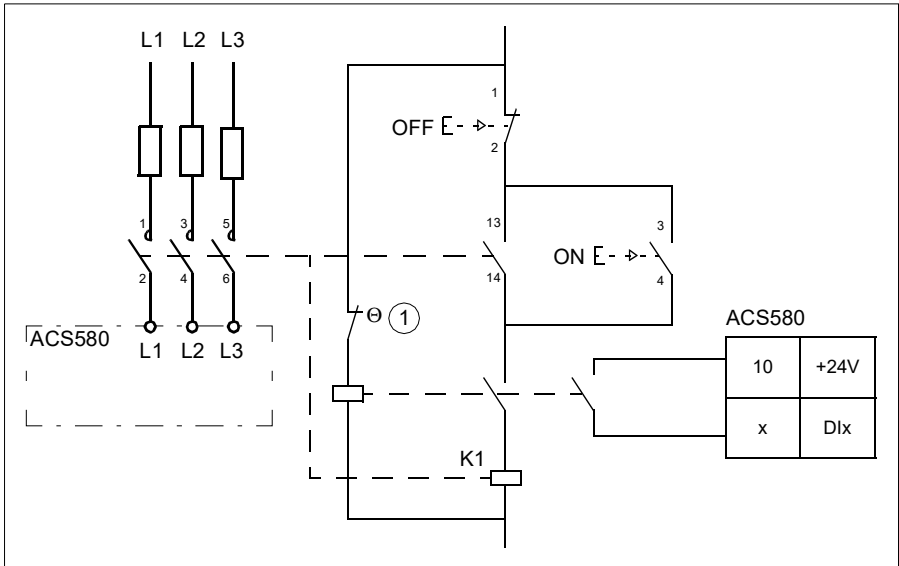 L1 L2 L3
1
OFF
2
1 3 5
13
3
ON
2 4 6
14
4
Θ 1
ACS580
L1 L2 L3
ACS580
10 +24V
x DIx
K1